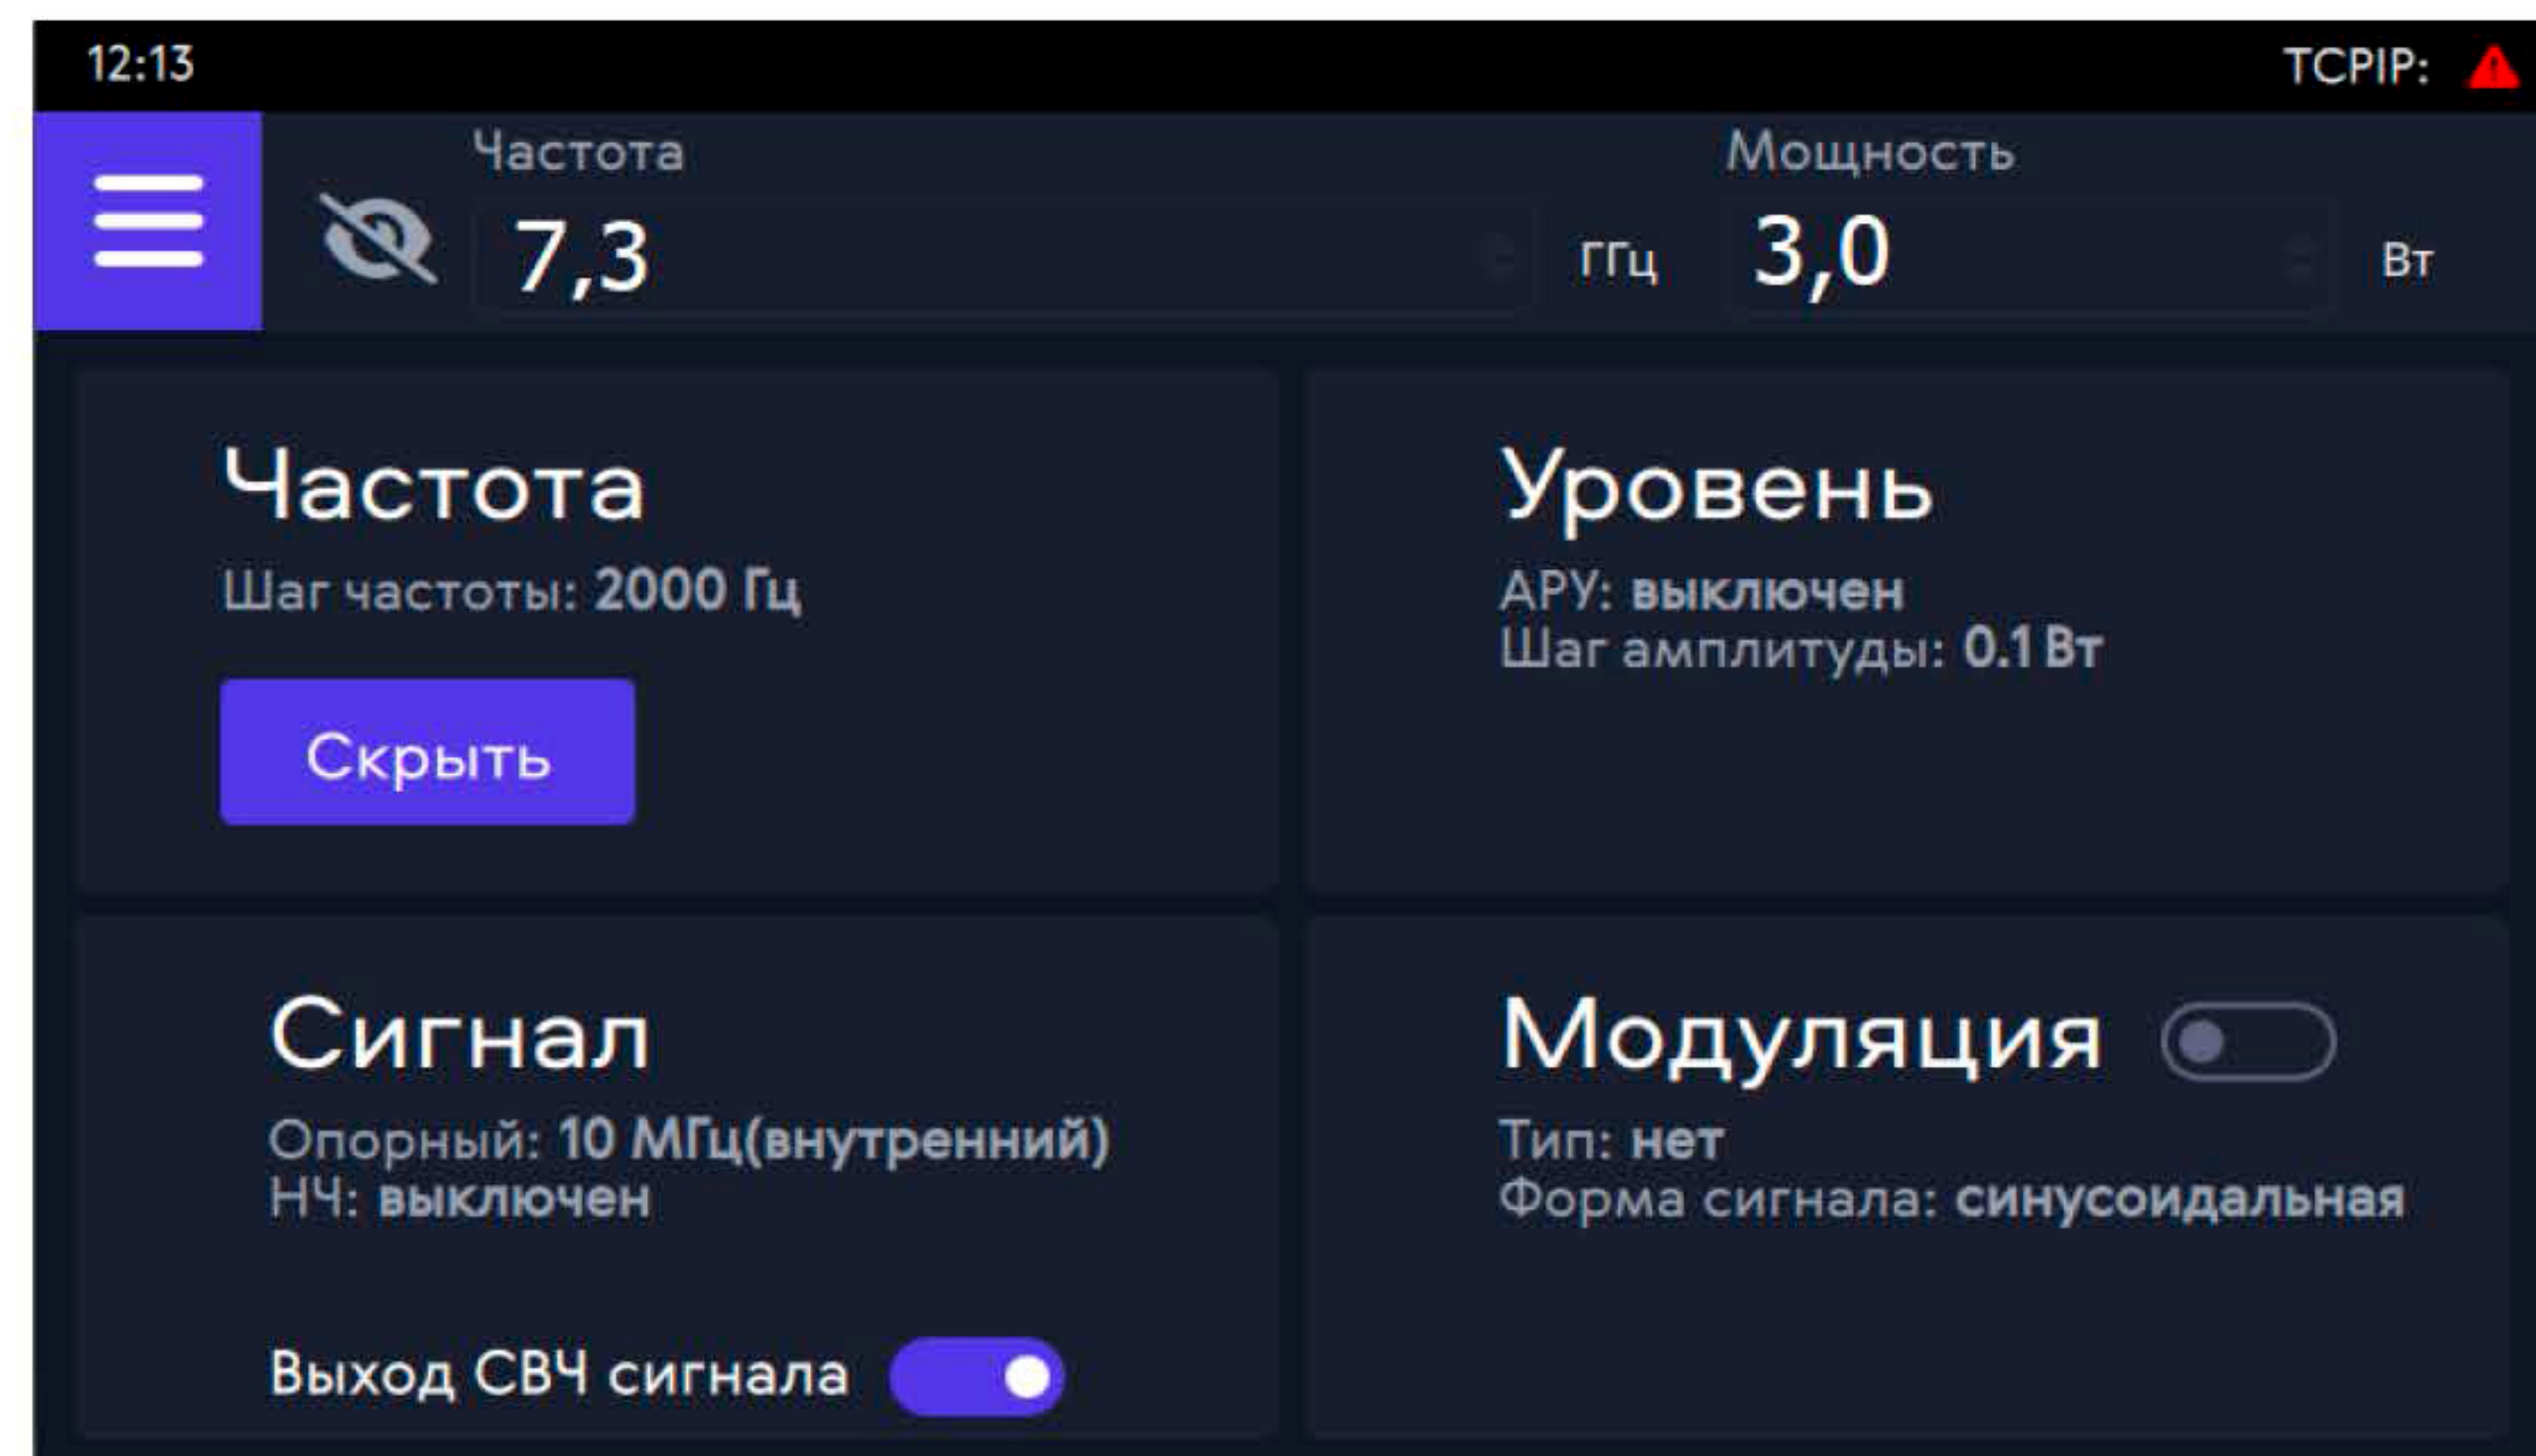 12:13 TCPIP:
Частота Мощность
7,3 ГГц 3,0 Вт
Частота
Шаг частоты: 2000 Гц
Скрыть
Уровень
АРУ: выключен
Шаг амплитуды: 0.1 Вт
Сигнал
Опорный: 10 МГц(внутренний)
НЧ: выключен
Выход СВЧ сигнала
Модуляция
Тип: нет
Форма сигнала: синусоидальная